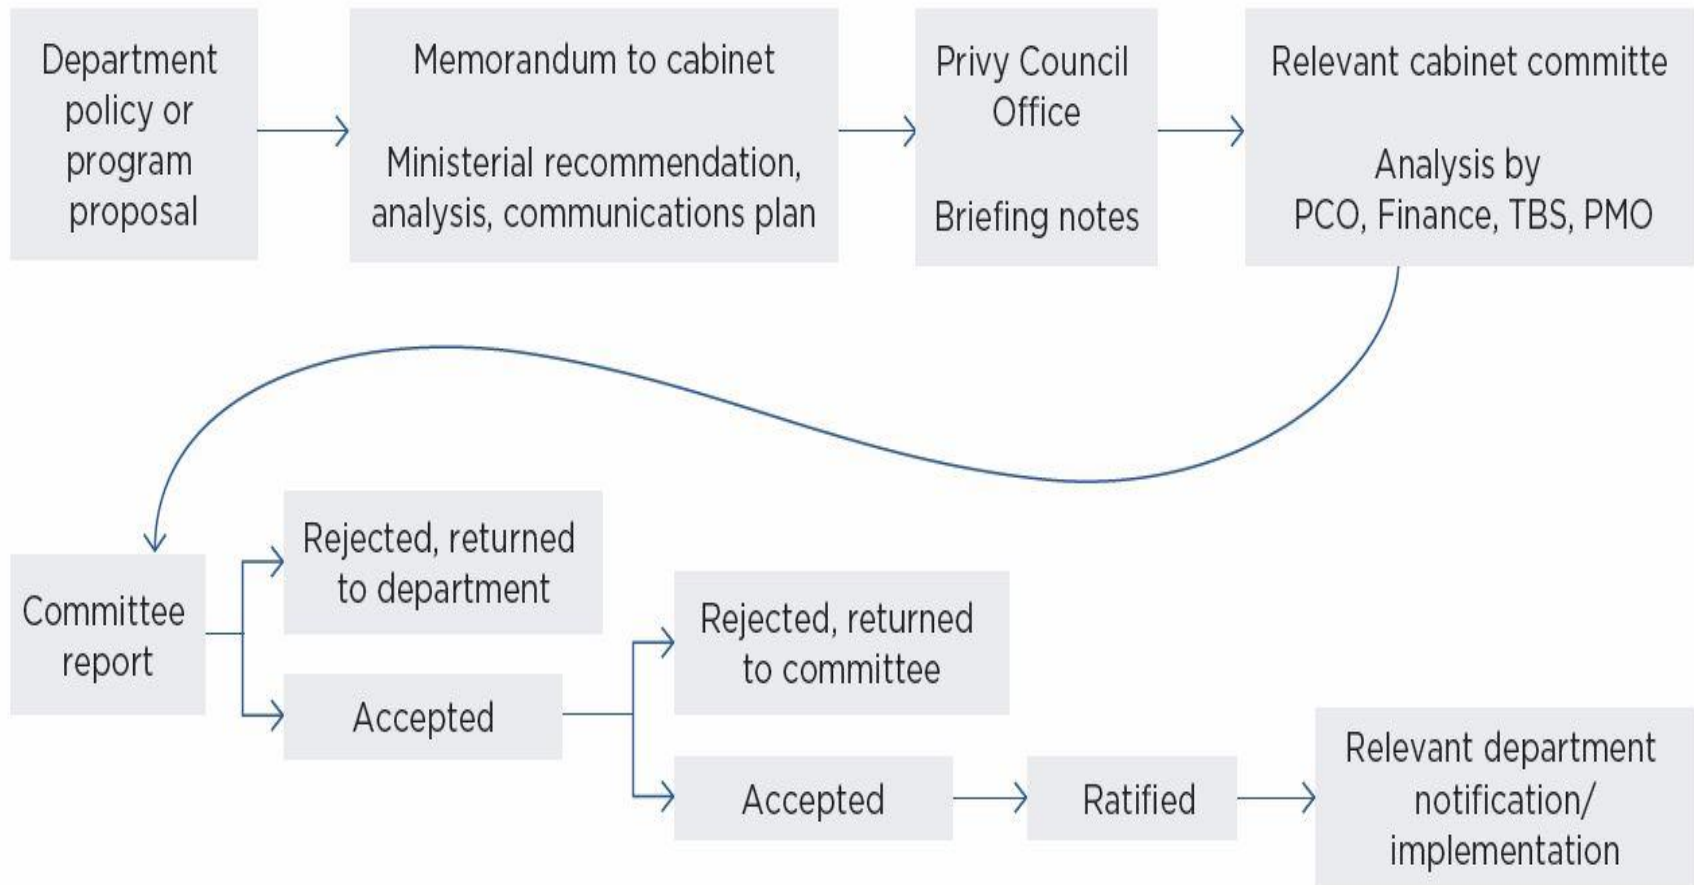 Department
policy or
program
proposal
Memorandum to cabinet
Ministerial recommendation,
analysis, communications plan
Privy Council
Office
Briefing notes
Relevant cabinet committe
Analysis by
PCO, Finance, TBS, PMO
Committee
report
Rejected, returned
to department
Accepted
Rejected, returned
to committee
Accepted
Ratified
Relevant department
notification/
implementation